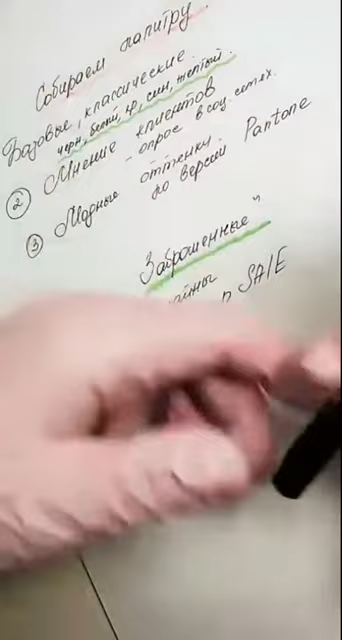 Собираем палитру.
Базовые, классические
черн, белый, кр, син, желтый.
② Мнение клиентов
- опрос в соц. сетях.
③ Модные оттенки.
по версии Pantone
Заброшенные"
SALE